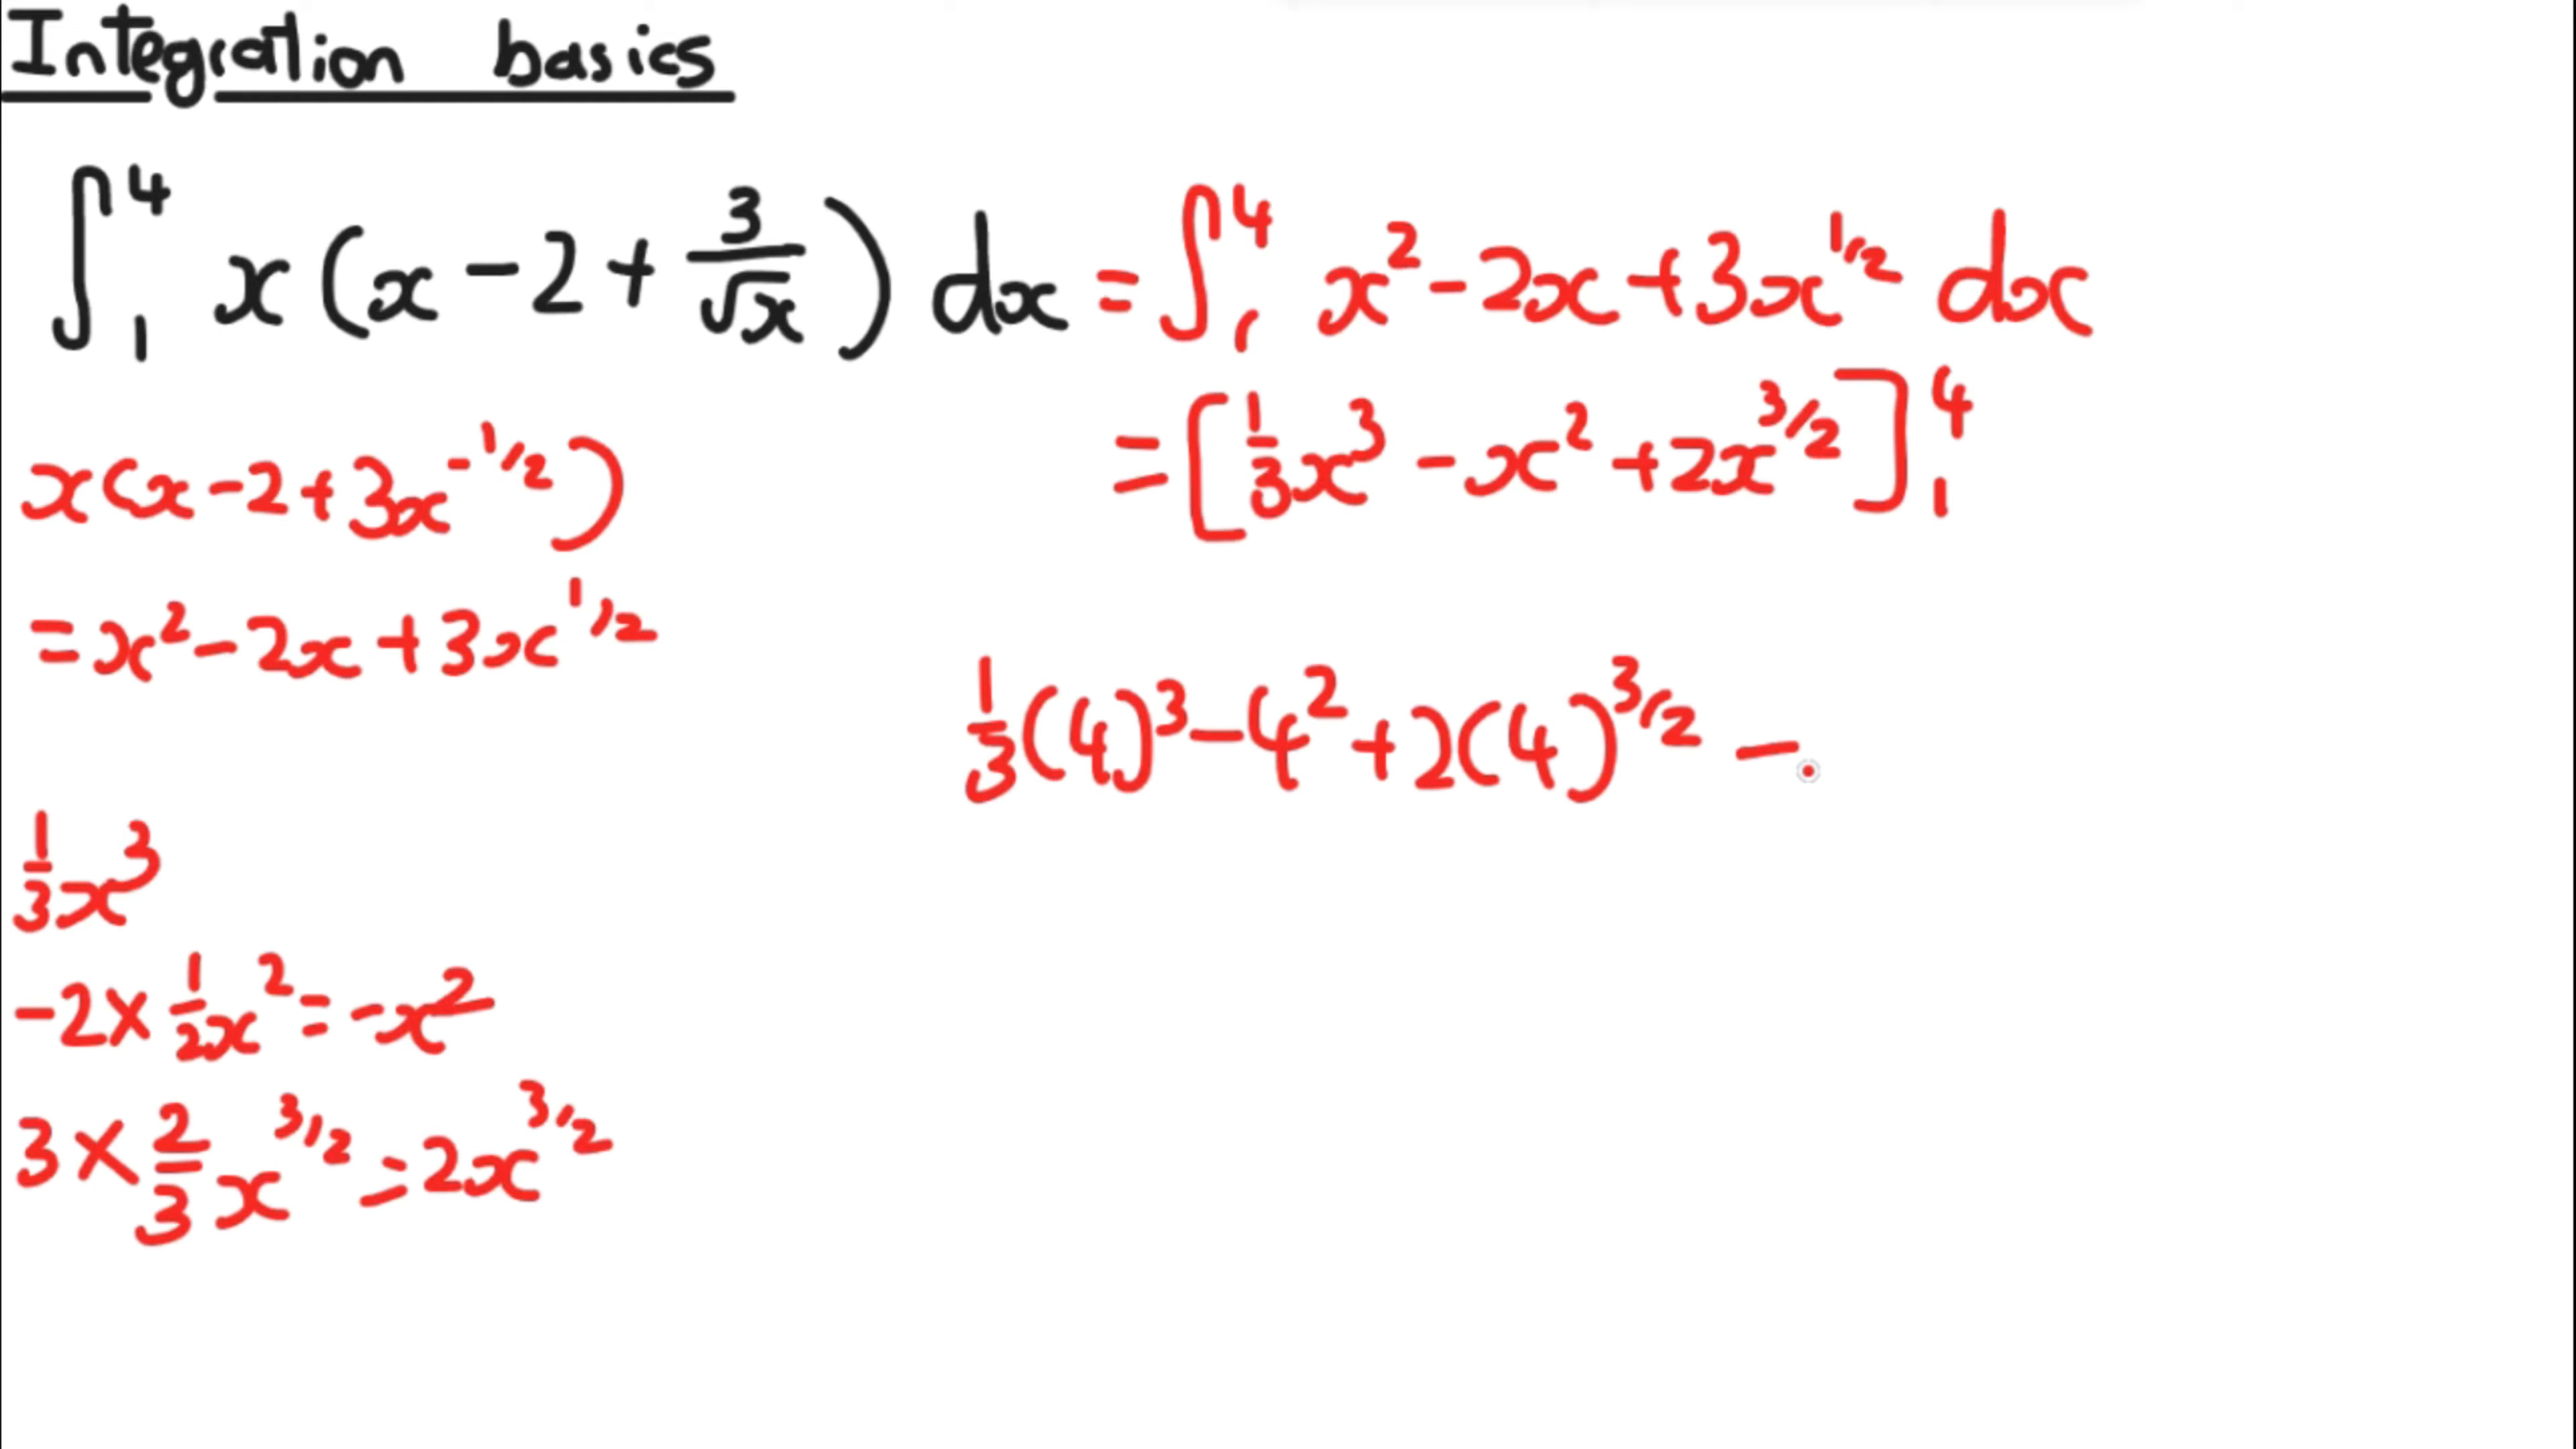 Integration basics
∫₁⁴ x(x - 2 + 3/√x) dx = ∫₁⁴ x² - 2x + 3x^1/2 dx
= [1/3 x³ - x² + 2x^3/2]₁⁴
x(x - 2 + 3x^-1/2)
= x² - 2x + 3x^1/2
1/3(4)³ - 4² + 2(4)^3/2 -
1/3 x³
-2 × 1/2 x² = -x²
3 × 2/3 x^3/2 = 2x^3/2